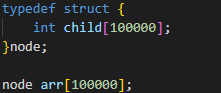 typedef struct {
    int child[100000];
}node;

node arr[100000];